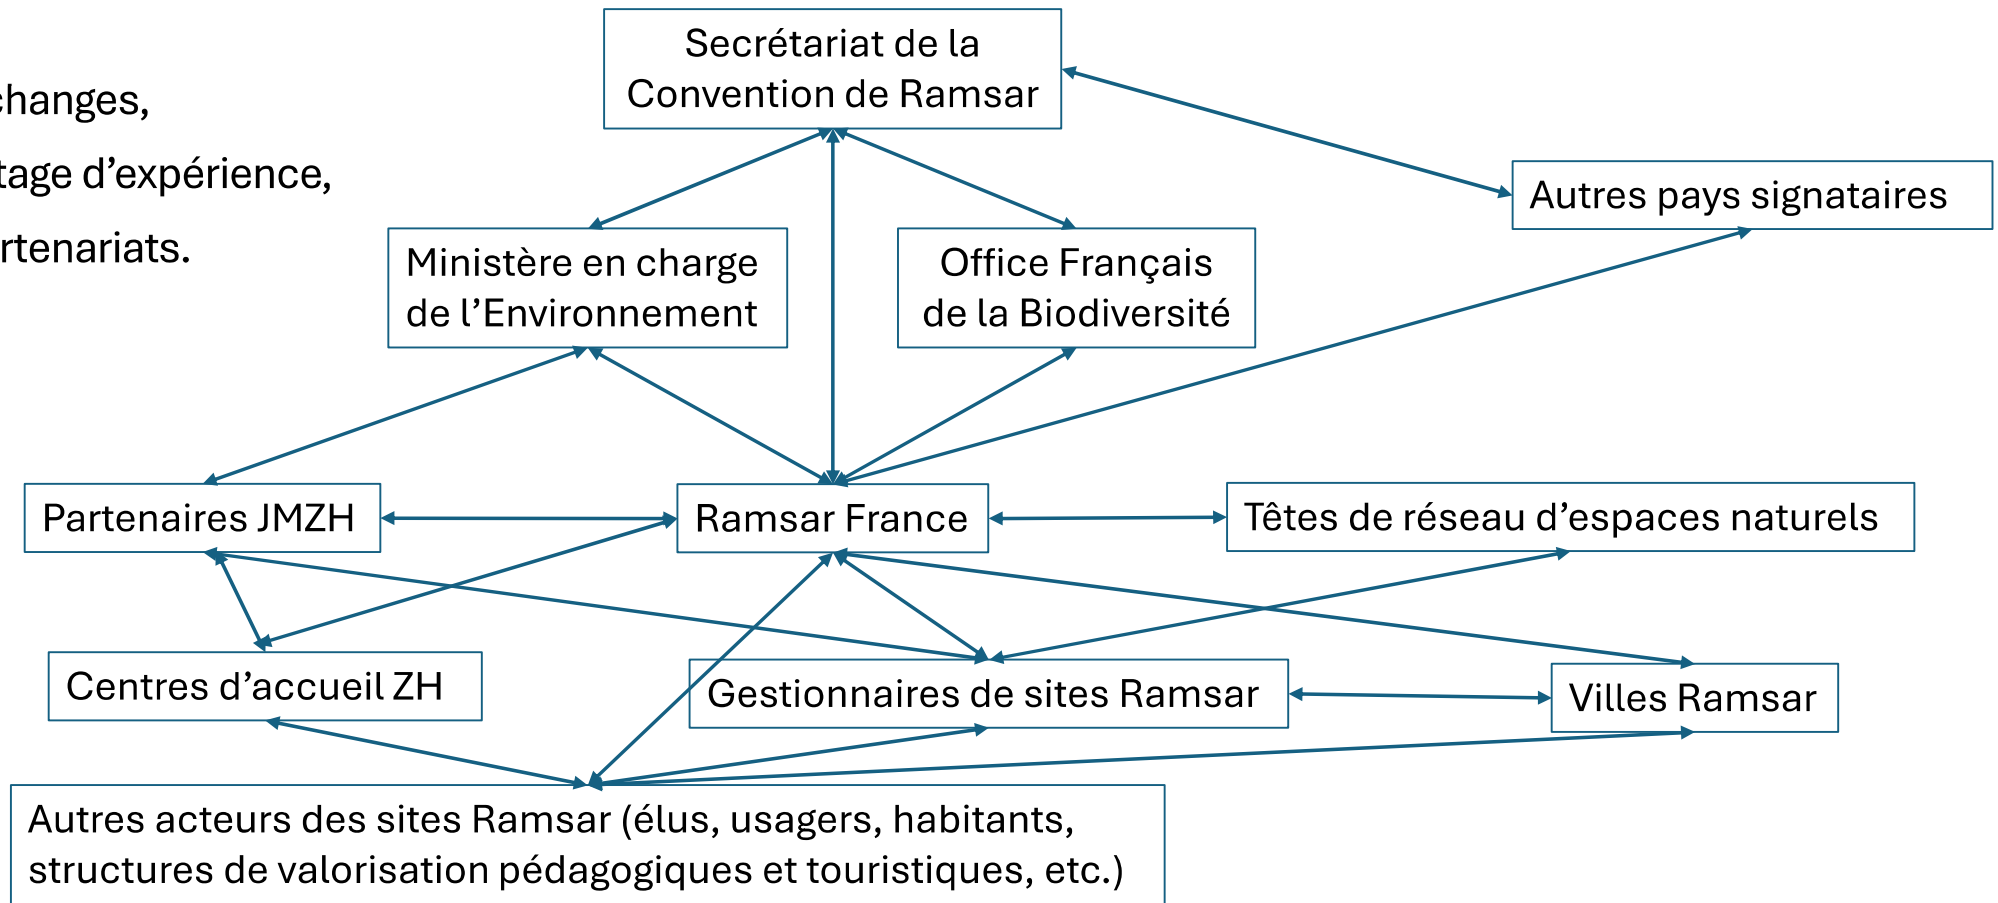 Secrétariat de la
Convention de Ramsar
changes,
tage d’expérience,
rtenariats.
Autres pays signataires
Ministère en charge
de l’Environnement
Office Français
de la Biodiversité
Partenaires JMZH
Ramsar France
Têtes de réseau d’espaces naturels
Centres d’accueil ZH
Gestionnaires de sites Ramsar
Villes Ramsar
Autres acteurs des sites Ramsar (élus, usagers, habitants,
structures de valorisation pédagogiques et touristiques, etc.)